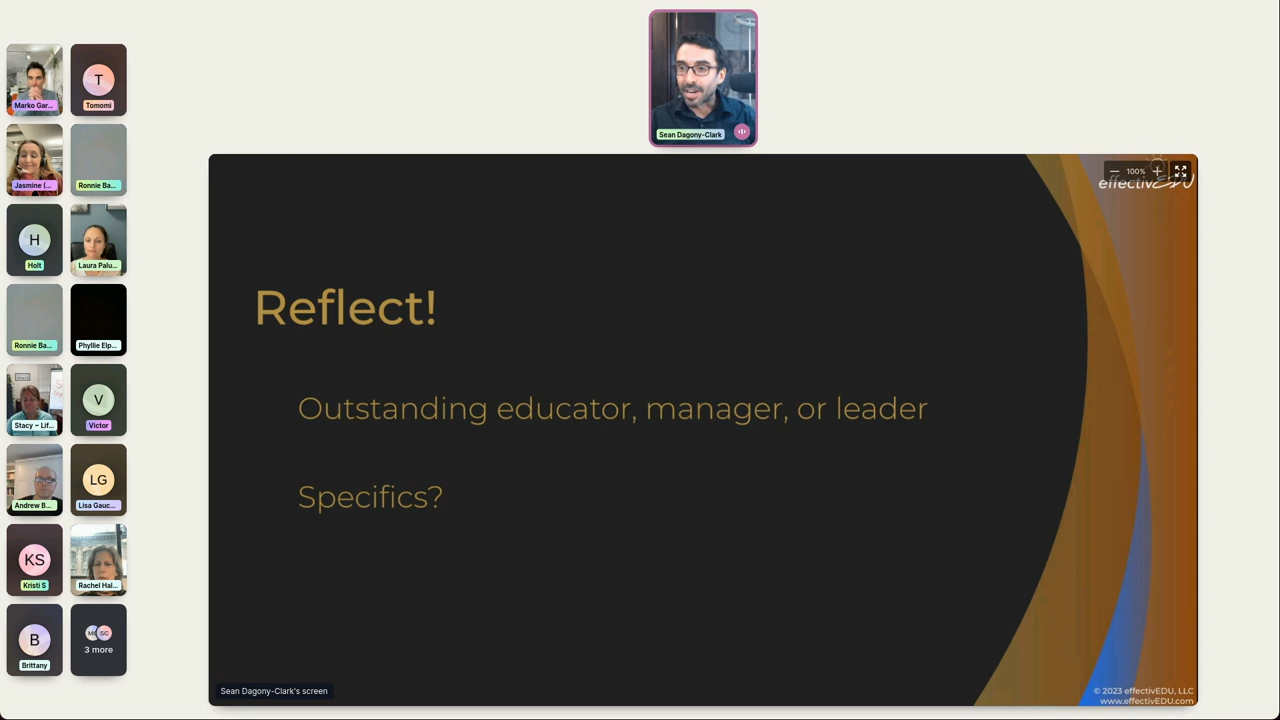 Sean Dagony-Clark
Marko Gar...
T
Tomomi
Jasmine (...
Ronnie Ba...
H
Holt
Laura Palu...
Ronnie Ba...
Phyllie Elp...
Stacy ~ Lif...
V
Victor
Andrew B...
LG
Lisa Gauc...
KS
Kristi S
Rachel Hal...
B
Brittany
SC
3 more
100%
effectivEDU
Reflect!
Outstanding educator, manager, or leader
Specifics?
Sean Dagony-Clark's screen
© 2023 effectivEDU, LLC
www.effectivEDU.com